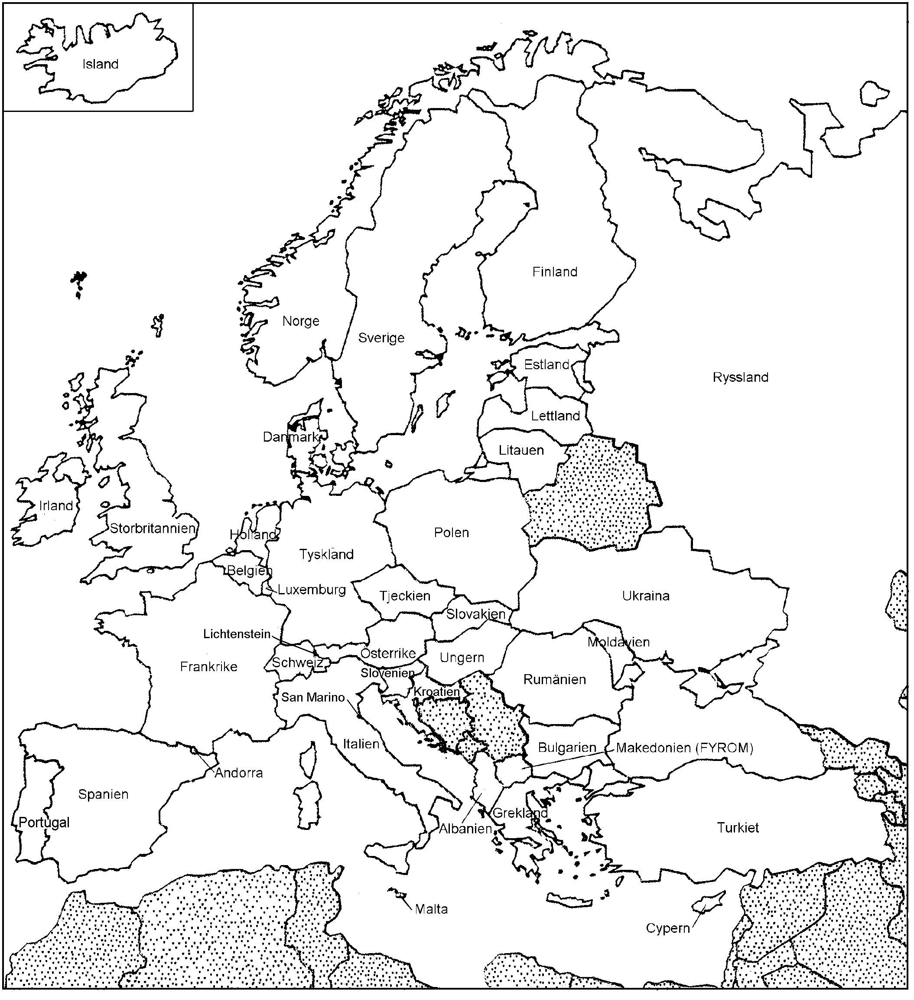 Island
Finland
Norge
Sverige
Estland
Ryssland
Lettland
Danmark
Litauen
Irland
Storbritannien
Holland
Polen
Tyskland
Belgien
Luxemburg
Tjeckien
Ukraina
Slovakien
Lichtenstein
Moldavien
Österrike
Ungern
Schweiz
Frankrike
Slovenien
Rumänien
Kroatien
San Marino
Italien
Bulgarien
Makedonien (FYROM)
Andorra
Spanien
Grekland
Portugal
Albanien
Turkiet
Malta
Cypern